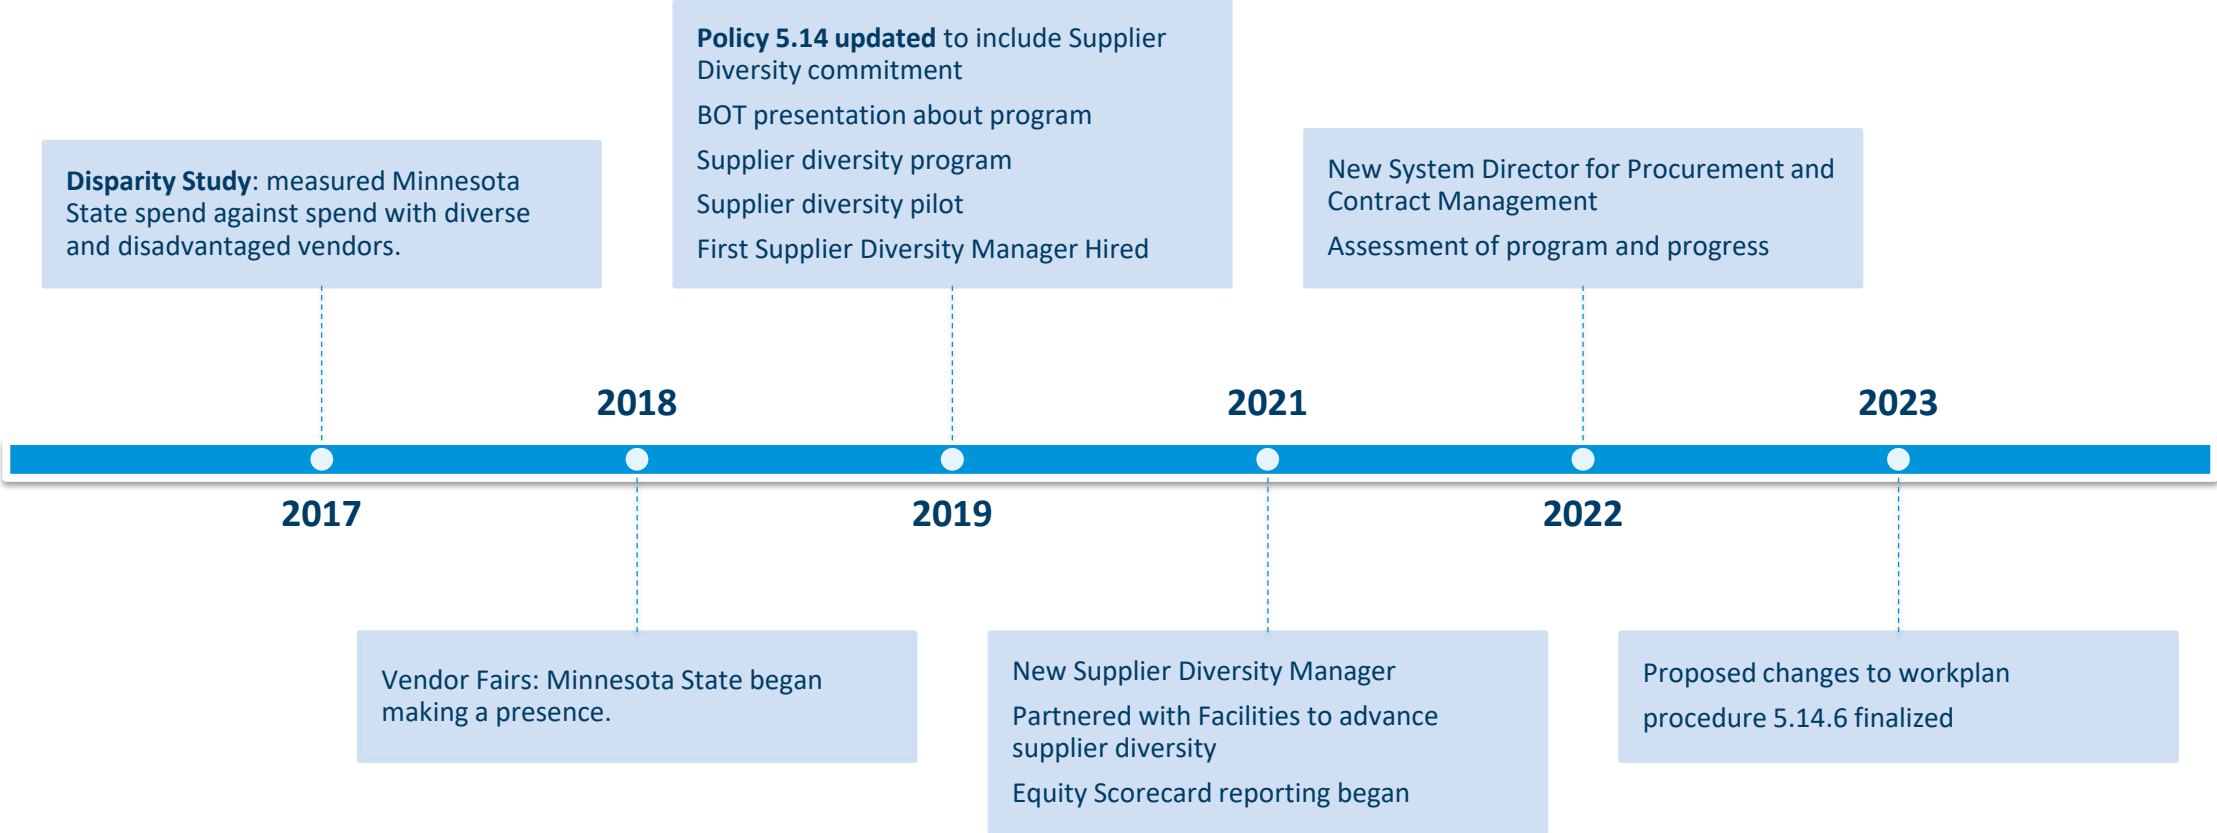 Policy 5.14 updated to include Supplier
Diversity commitment
BOT presentation about program
Supplier diversity program
Supplier diversity pilot
First Supplier Diversity Manager Hired
Disparity Study: measured Minnesota
State spend against spend with diverse
and disadvantaged vendors.
New System Director for Procurement and
Contract Management
Assessment of program and progress
2018
2021
2023
2017
2019
2022
Vendor Fairs: Minnesota State began
making a presence.
New Supplier Diversity Manager
Partnered with Facilities to advance
supplier diversity
Equity Scorecard reporting began
Proposed changes to workplan
procedure 5.14.6 finalized